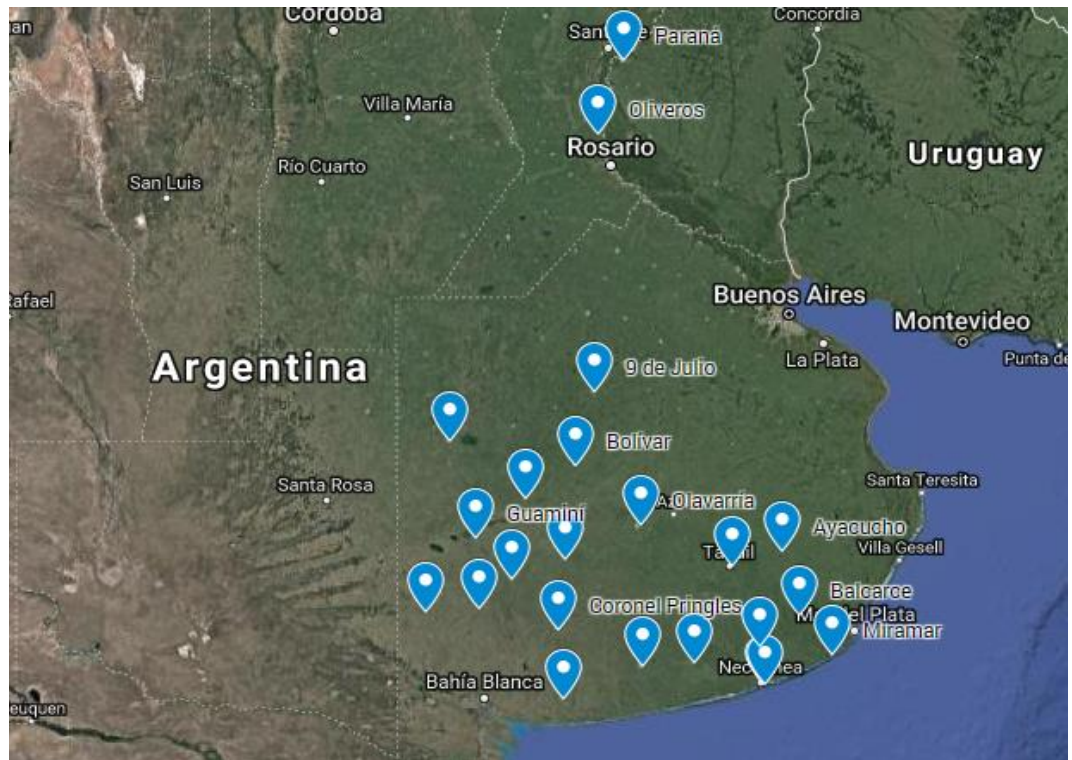 Córdoba
Concordia
Paraná
Villa María
Oliveros
Rosario
Uruguay
Río Cuarto
San Luis
Buenos Aires
Montevideo
La Plata
Argentina
9 de Julio
Bolívar
Santa Rosa
Santa Teresita
Guaminí
Olavarría
Ayacucho
Villa Gesell
Balcarce
Coronel Pringles
Miramar
Bahía Blanca